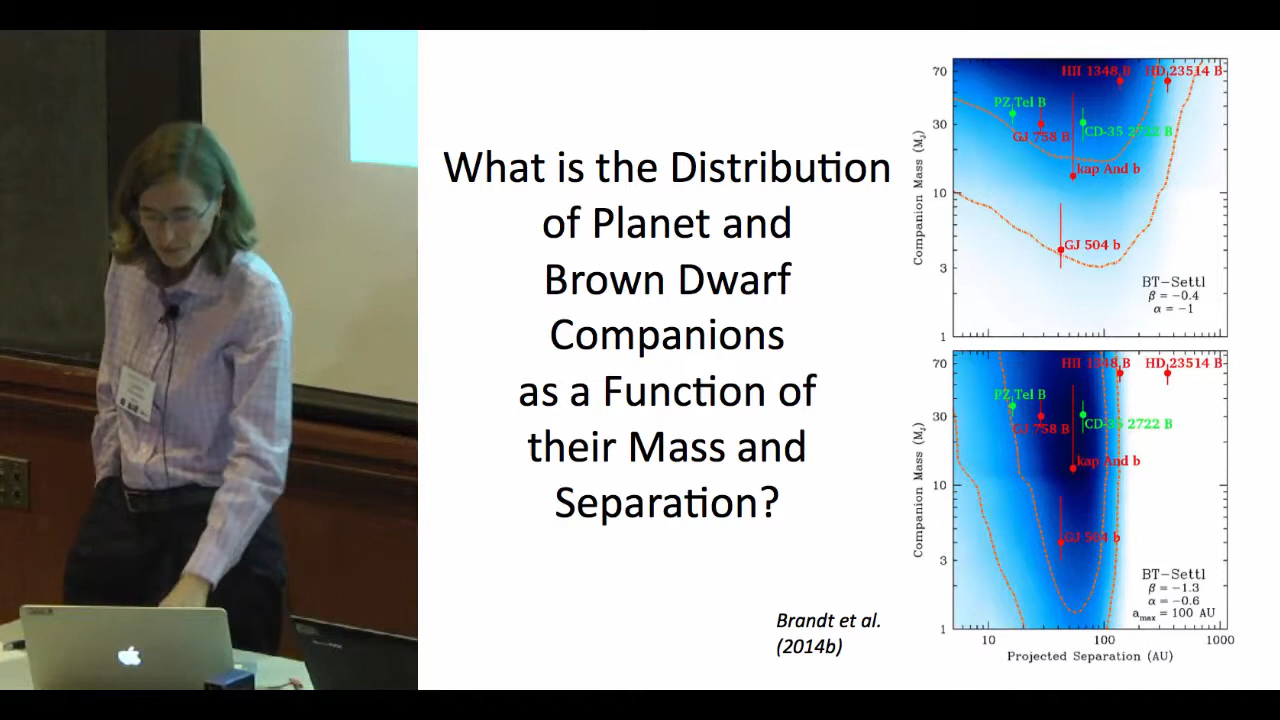 What is the Distribution
of Planet and
Brown Dwarf
Companions
as a Function of
their Mass and
Separation?
Brandt et al.
(2014b)
Companion Mass (MJ)
70
30
10
3
1
HII 1348 B
HD 23514 B
PZ Tel B
GJ 758 B
CD-35 2722 B
kap And b
GJ 504 b
BT-Settl
β = -0.4
α = -1
Companion Mass (MJ)
70
30
10
3
1
HII 1348 B
HD 23514 B
PZ Tel B
GJ 758 B
CD-35 2722 B
kap And b
GJ 504 b
BT-Settl
β = -1.3
α = -0.6
amax = 100 AU
10
100
1000
Projected Separation (AU)